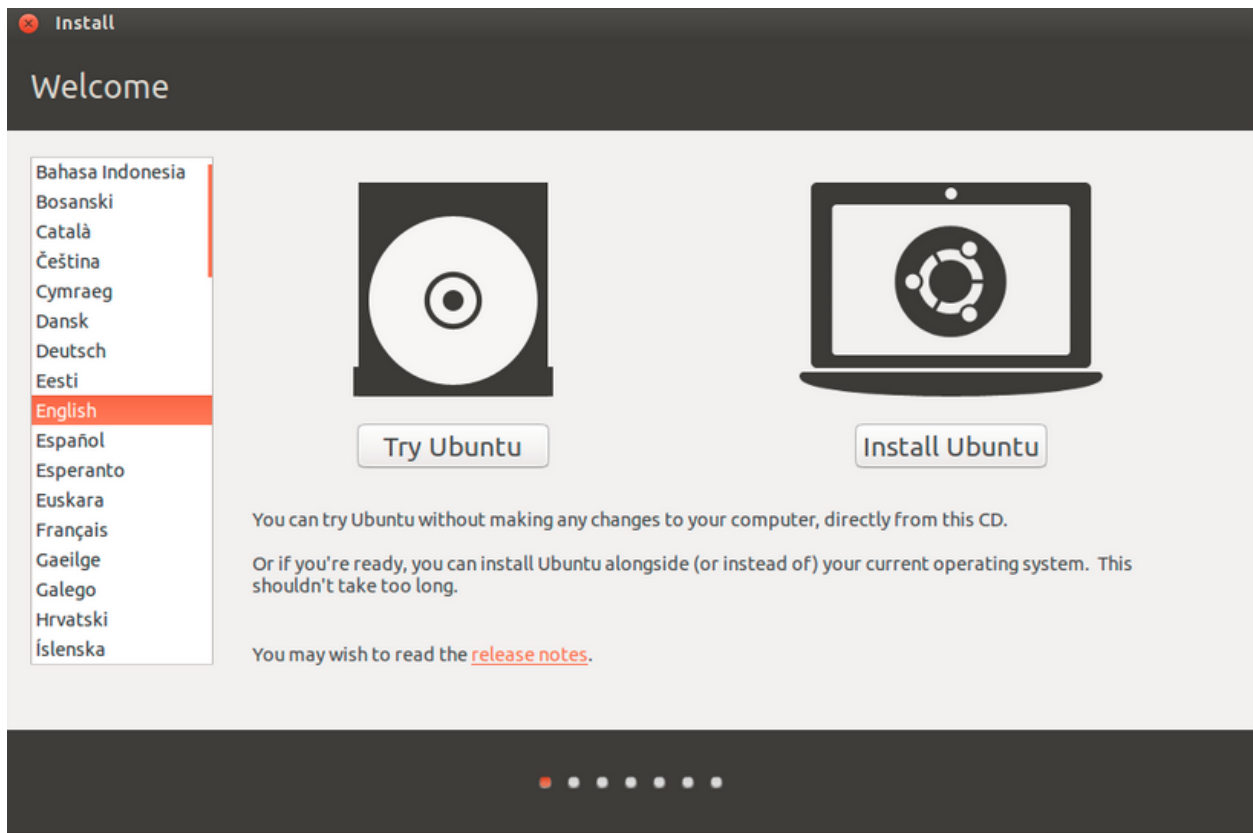 Install
Welcome
Bahasa Indonesia
Bosanski
Català
Čeština
Cymraeg
Dansk
Deutsch
Eesti
English
Español
Esperanto
Euskara
Français
Gaeilge
Galego
Hrvatski
Íslenska
Try Ubuntu
Install Ubuntu
You can try Ubuntu without making any changes to your computer, directly from this CD.
Or if you're ready, you can install Ubuntu alongside (or instead of) your current operating system. This
shouldn't take too long.
You may wish to read the release notes.